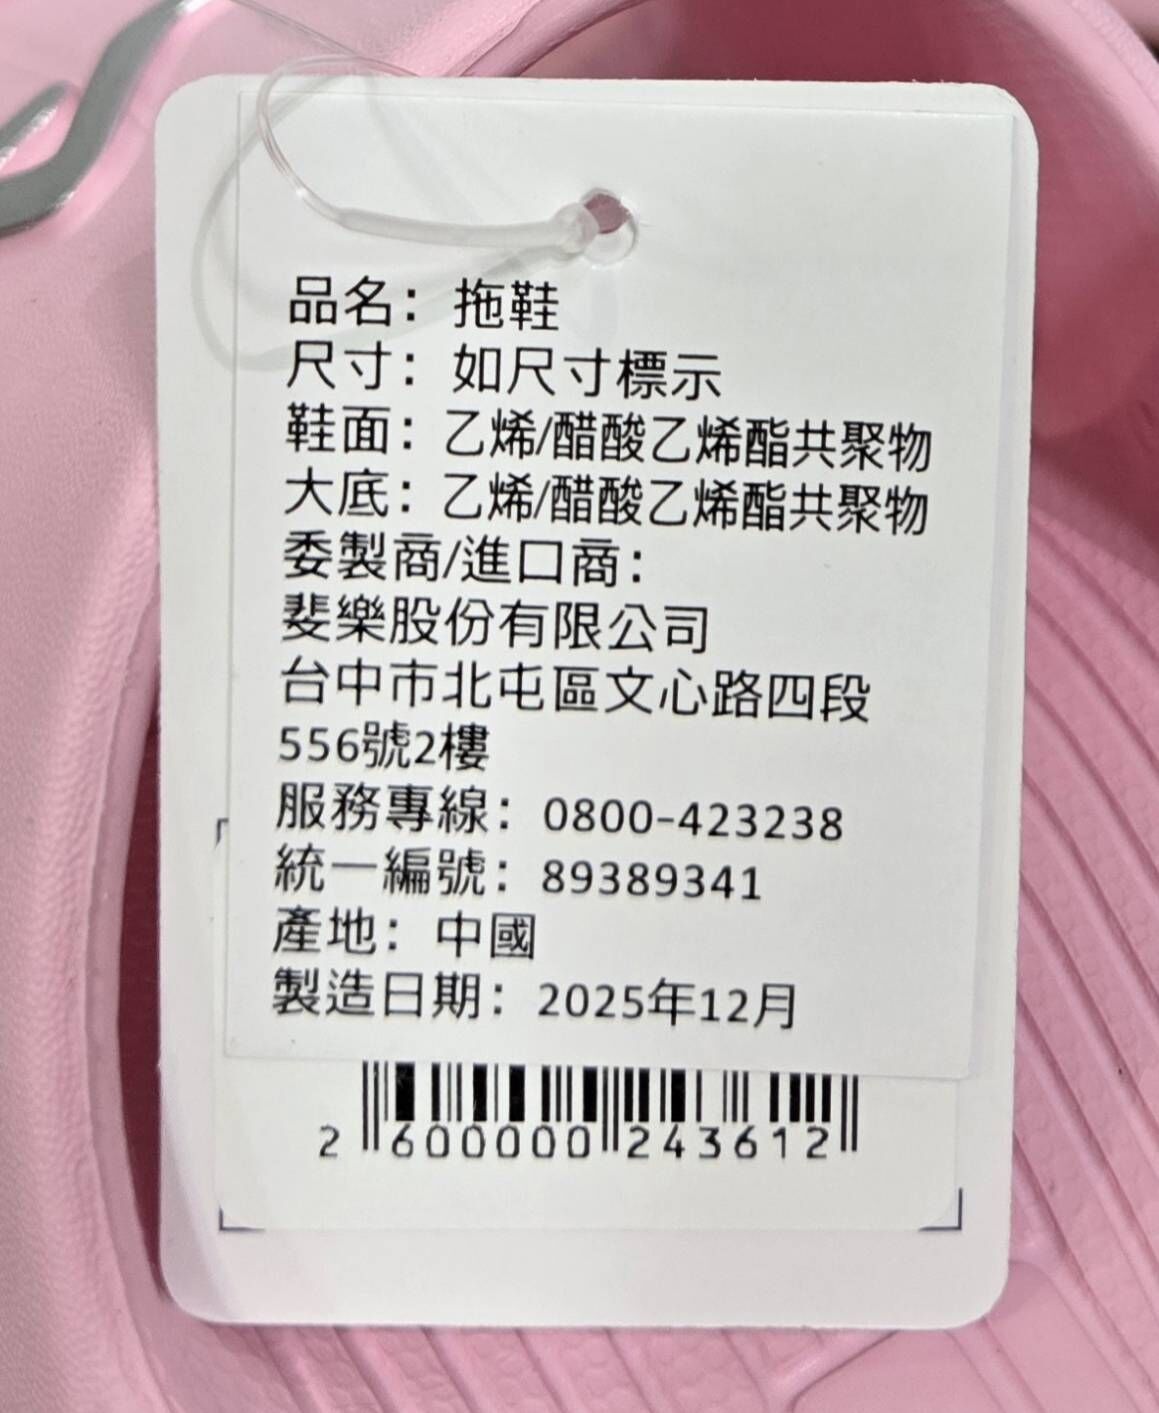 品名：拖鞋
尺寸：如尺寸標示
鞋面：乙烯/醋酸乙烯酯共聚物
大底：乙烯/醋酸乙烯酯共聚物
委製商/進口商：
斐樂股份有限公司
台中市北屯區文心路四段
556號2樓
服務專線：0800-423238
統一編號：89389341
產地：中國
製造日期：2025年12月
2 600000 243612